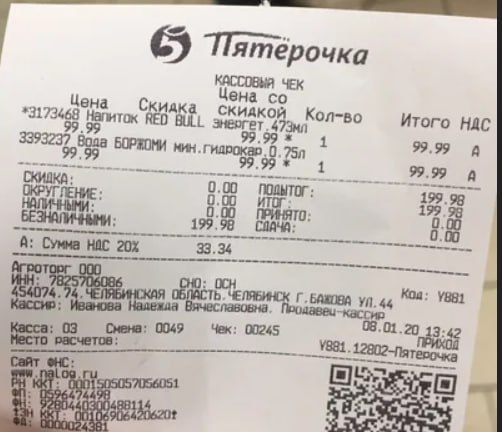 5 Пятёрочка
КАССОВЫЙ ЧЕК
Цена Скидка Цена со скидкой Кол-во Итого НДС
*3173468 Напиток RED BULL энергет.473мл
99.99 99.99 * 1 99.99 А
3393237 Вода БОРЖОМИ мин.гидрокар.0.75л
99.99 99.99 * 1 99.99 А
СКИДКА: 0.00 ПОДЫТОГ: 199.98
ОКРУГЛЕНИЕ: 0.00 ИТОГ: 199.98
НАЛИЧНЫМИ: 0.00 ПРИНЯТО: 0.00
БЕЗНАЛИЧНЫМИ: 199.98 СДАЧА: 0.00
А: Сумма НДС 20% 33.34
Агроторг ООО
ИНН: 7825706086 СНО: ОСН Код: Y881
454074.74.ЧЕЛЯБИНСКАЯ ОБЛАСТЬ.ЧЕЛЯБИНСК Г.БАЖОВА УЛ.44
Кассир: Иванова Надежда Вячеславовна. Продавец-кассир
08.01.20 13:42
Касса: 03 Смена: 0049 Чек: 00245 ПРИХОД
Место расчетов: Y881.12802-Пятерочка
Сайт ФНС:
www.nalog.ru
РН ККТ: 0001505057056051
ФП: 0596474498
ФН: 9280440300488114
ЗН ККТ: 00106906420620
ФД: 0000024381